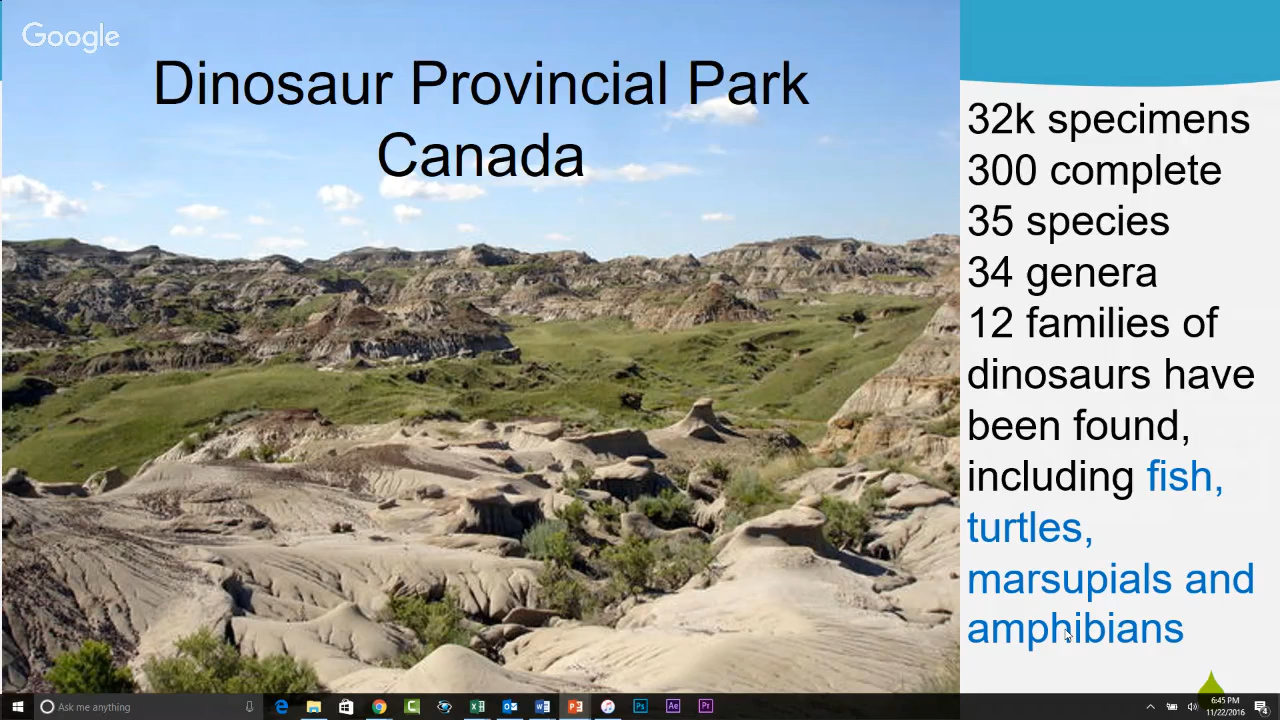 Google
Dinosaur Provincial Park
Canada
32k specimens
300 complete
35 species
34 genera
12 families of
dinosaurs have
been found,
including fish,
turtles,
marsupials and
amphibians
Ask me anything
6:45 PM
11/22/2016